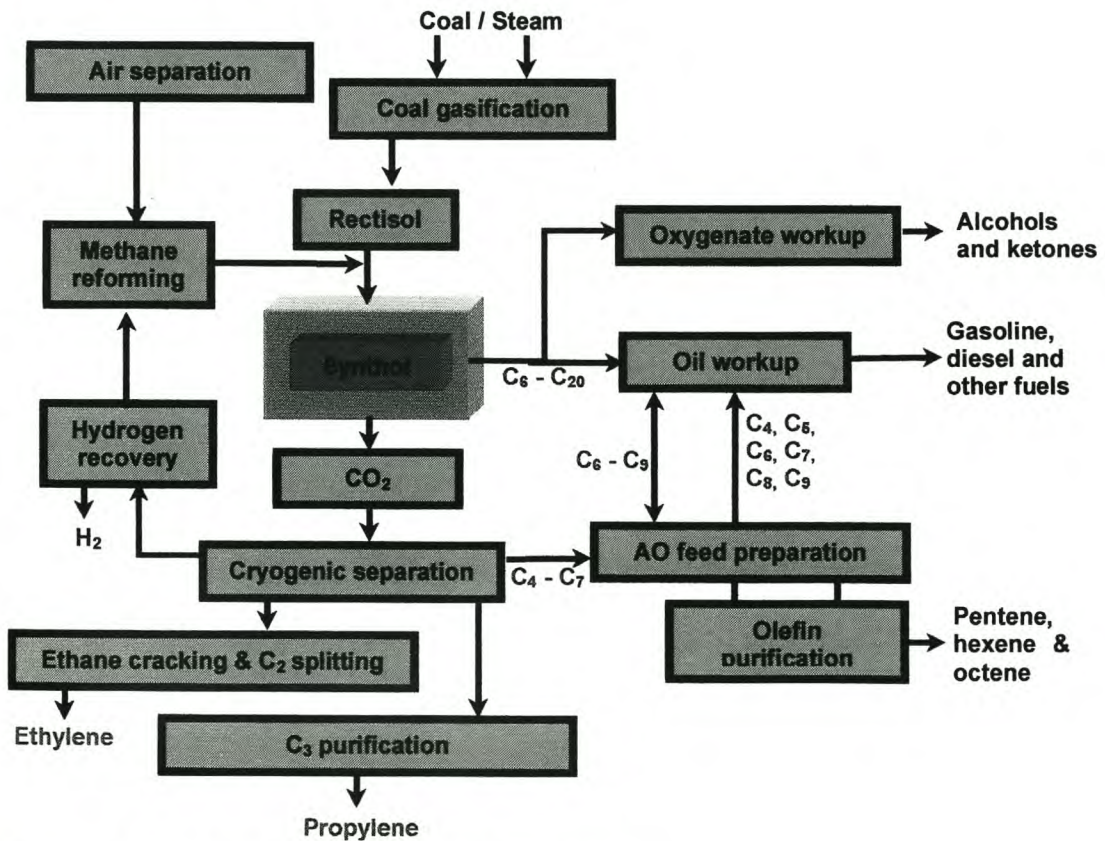 Coal / Steam
Air separation
Coal gasification
Rectisol
Methane
reforming
Oxygenate workup
Alcohols
and ketones
Synthol
C₆ - C₂₀
Oil workup
Gasoline,
diesel and
other fuels
Hydrogen
recovery
H₂
CO₂
C₆ - C₉
C₄, C₅,
C₆, C₇,
C₈, C₉
Cryogenic separation
C₄ - C₇
AO feed preparation
Olefin
purification
Pentene,
hexene &
octene
Ethane cracking & C₂ splitting
Ethylene
C₃ purification
Propylene